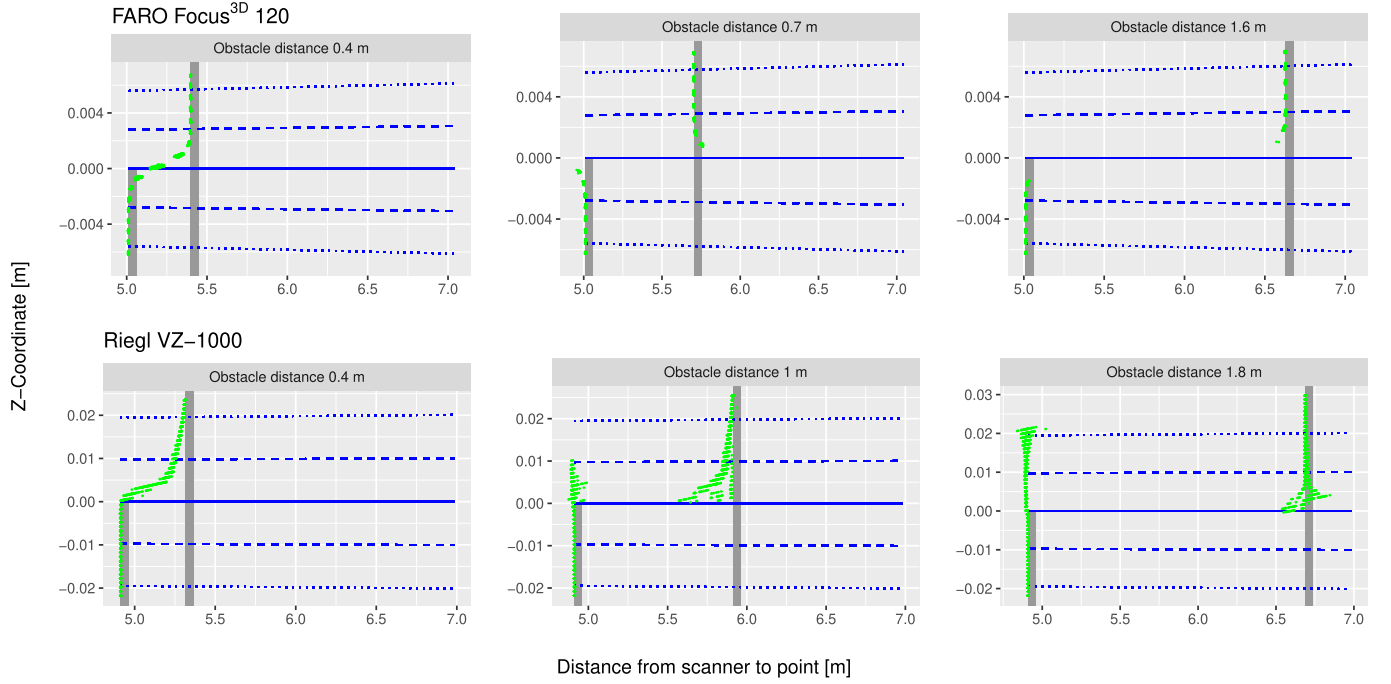 FARO Focus3D 120
Obstacle distance 0.4 m
Obstacle distance 0.7 m
Obstacle distance 1.6 m
0.004
0.000
−0.004
5.0 5.5 6.0 6.5 7.0
0.004
0.000
−0.004
5.0 5.5 6.0 6.5 7.0
0.004
0.000
−0.004
5.0 5.5 6.0 6.5 7.0
Z−Coordinate [m]
Riegl VZ−1000
Obstacle distance 0.4 m
Obstacle distance 1 m
Obstacle distance 1.8 m
0.02
0.01
0.00
−0.01
−0.02
5.0 5.5 6.0 6.5 7.0
0.02
0.01
0.00
−0.01
−0.02
5.0 5.5 6.0 6.5 7.0
0.03
0.02
0.01
0.00
−0.01
−0.02
5.0 5.5 6.0 6.5 7.0
Distance from scanner to point [m]